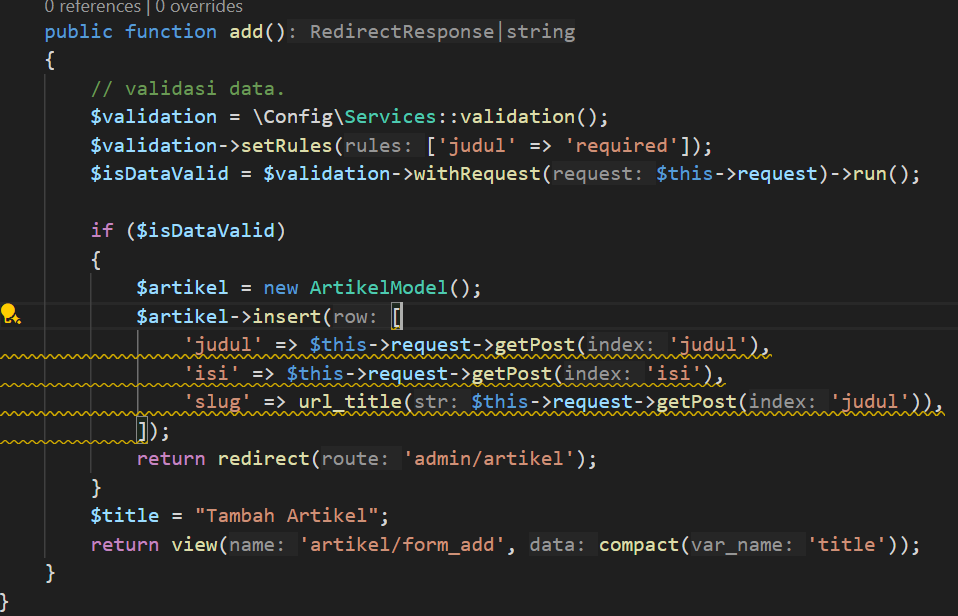 0 references | 0 overrides
public function add(): RedirectResponse|string
{
// validasi data.
$validation = \Config\Services::validation();
$validation->setRules(rules: ['judul' => 'required']);
$isDataValid = $validation->withRequest(request: $this->request)->run();
if ($isDataValid)
{
$artikel = new ArtikelModel();
$artikel->insert(row: [
'judul' => $this->request->getPost(index: 'judul'),
'isi' => $this->request->getPost(index: 'isi'),
'slug' => url_title(str: $this->request->getPost(index: 'judul')),
]);
return redirect(route: 'admin/artikel');
}
$title = "Tambah Artikel";
return view(name: 'artikel/form_add', data: compact(var_name: 'title'));
}
}